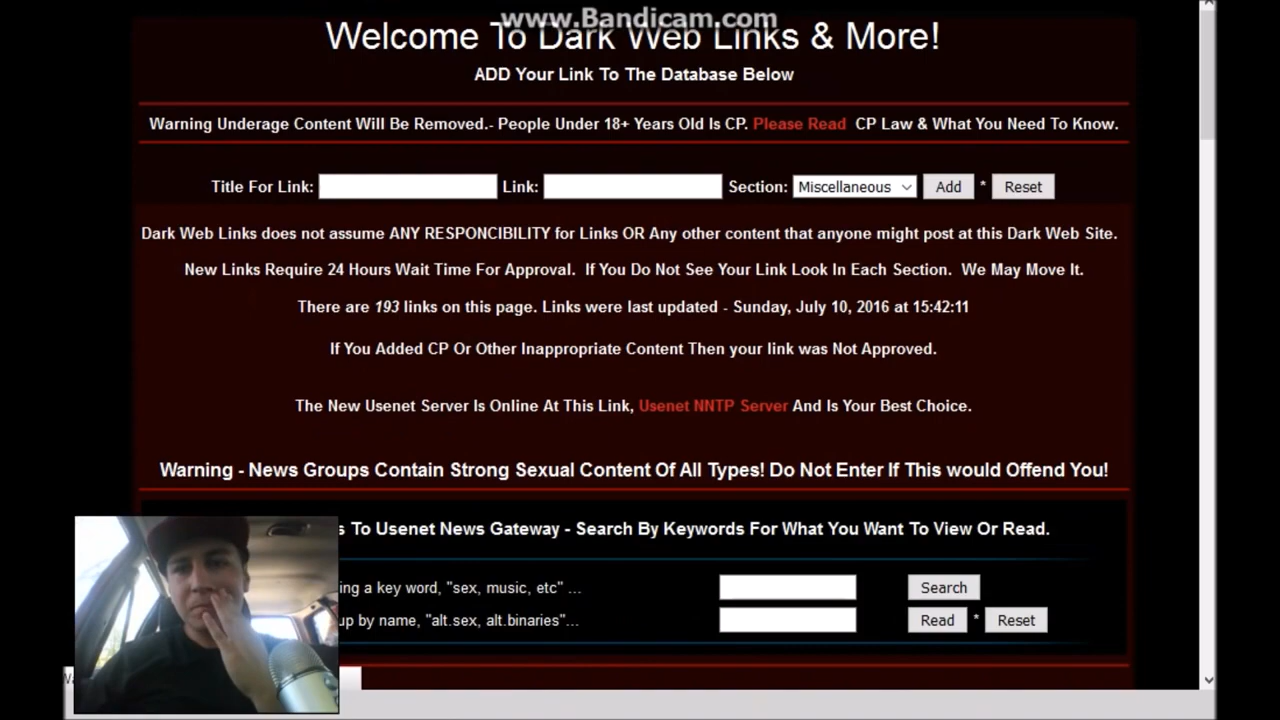 www.Bandicam.com
Welcome To Dark Web Links & More!
ADD Your Link To The Database Below
Warning Underage Content Will Be Removed.- People Under 18+ Years Old Is CP. Please Read CP Law & What You Need To Know.
Title For Link: Link: Section: Miscellaneous Add * Reset
Dark Web Links does not assume ANY RESPONCIBILITY for Links OR Any other content that anyone might post at this Dark Web Site.
New Links Require 24 Hours Wait Time For Approval. If You Do Not See Your Link Look In Each Section. We May Move It.
There are 193 links on this page. Links were last updated - Sunday, July 10, 2016 at 15:42:11
If You Added CP Or Other Inappropriate Content Then your link was Not Approved.
The New Usenet Server Is Online At This Link, Usenet NNTP Server And Is Your Best Choice.
Warning - News Groups Contain Strong Sexual Content Of All Types! Do Not Enter If This would Offend You!
To Usenet News Gateway - Search By Keywords For What You Want To View Or Read.
a key word, "sex, music, etc" ... Search
by name, "alt.sex, alt.binaries"... Read * Reset